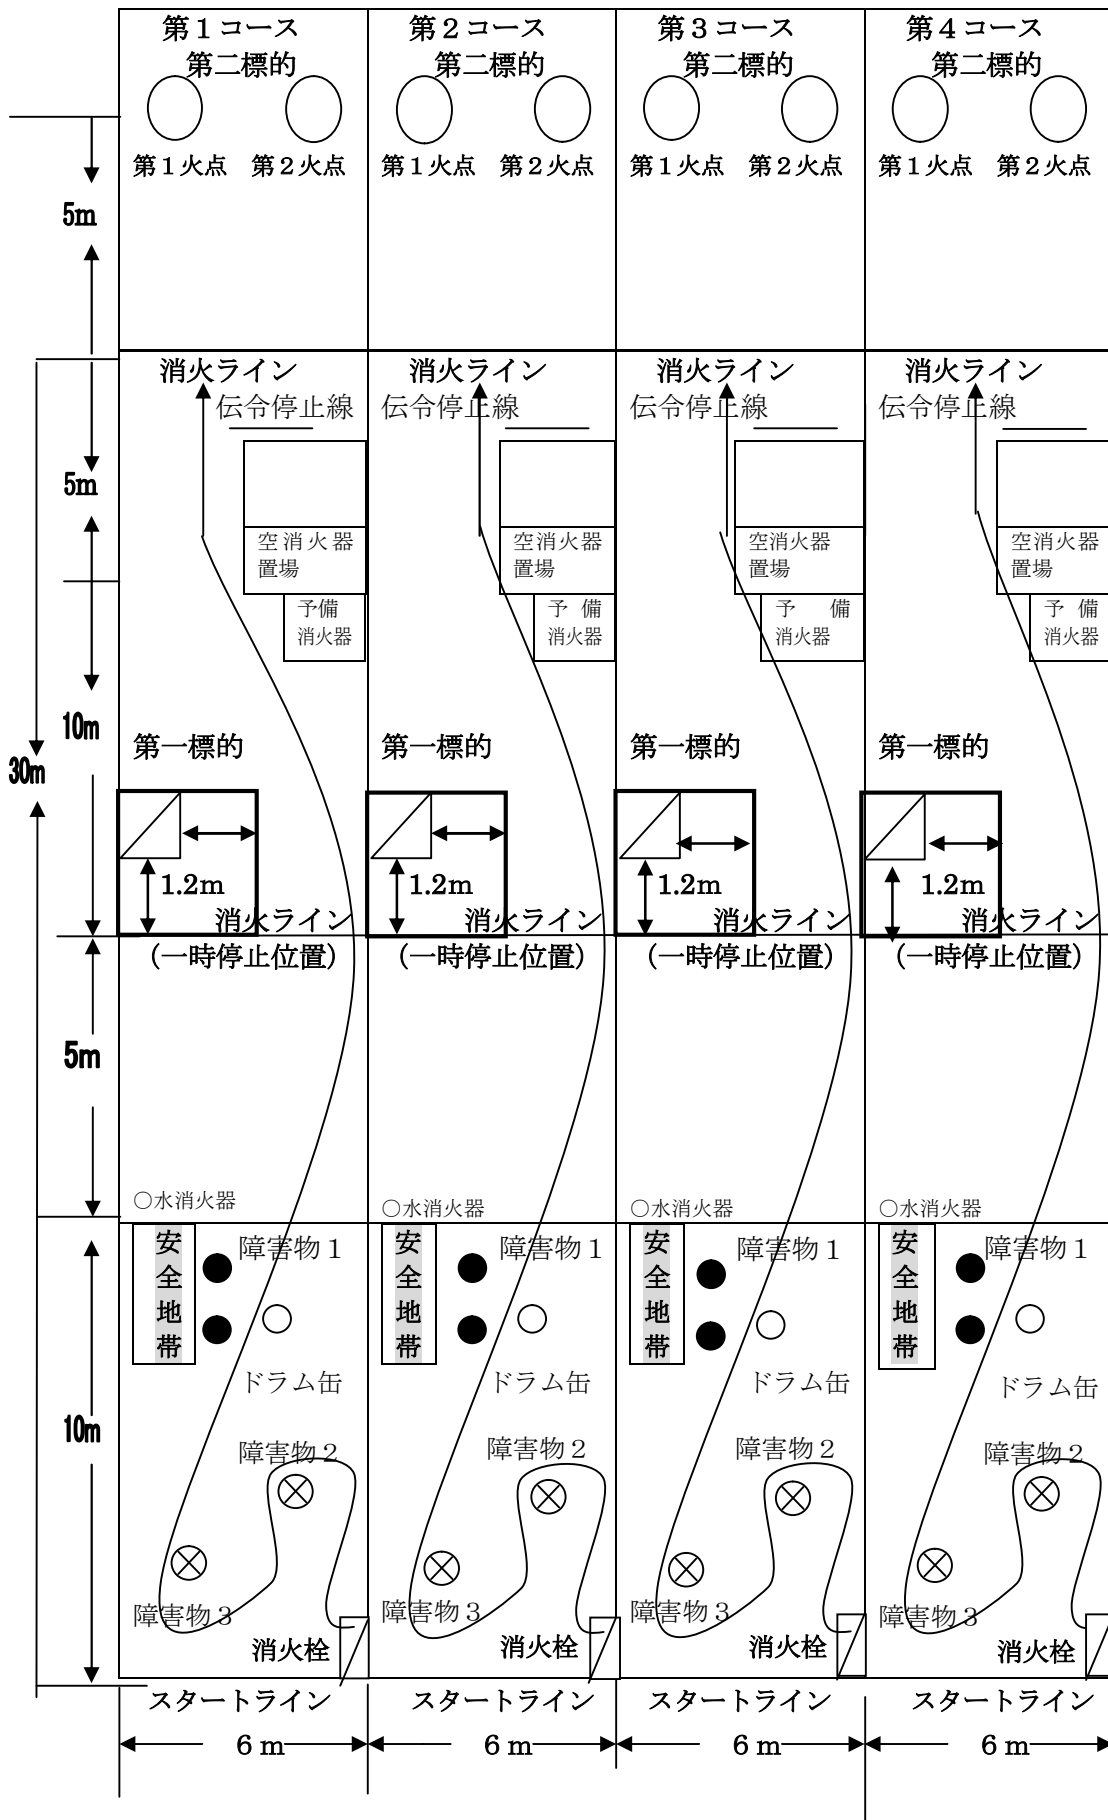 第１コース 第２コース 第３コース 第４コース
第二標的 第二標的 第二標的 第二標的
第１火点 第２火点 第１火点 第２火点 第１火点 第２火点 第１火点 第２火点
5m
消火ライン 消火ライン 消火ライン 消火ライン
伝令停止線 伝令停止線 伝令停止線 伝令停止線
5m
空消火器 空消火器 空消火器 空消火器
置場 置場 置場 置場
予備 予備 予備 予備
消火器 消火器 消火器 消火器
10m
第一標的 第一標的 第一標的 第一標的
30m
1.2m 1.2m 1.2m 1.2m
消火ライン 消火ライン 消火ライン 消火ライン
（一時停止位置） （一時停止位置） （一時停止位置） （一時停止位置）
5m
○水消火器 ○水消火器 ○水消火器 ○水消火器
安全地帯 安全地帯 安全地帯 安全地帯
障害物１ 障害物１ 障害物１ 障害物１
ドラム缶 ドラム缶 ドラム缶 ドラム缶
10m
障害物２ 障害物２ 障害物２ 障害物２
障害物３ 障害物３ 障害物３ 障害物３
消火栓 消火栓 消火栓 消火栓
スタートライン スタートライン スタートライン スタートライン
６ｍ ６ｍ ６ｍ ６ｍ